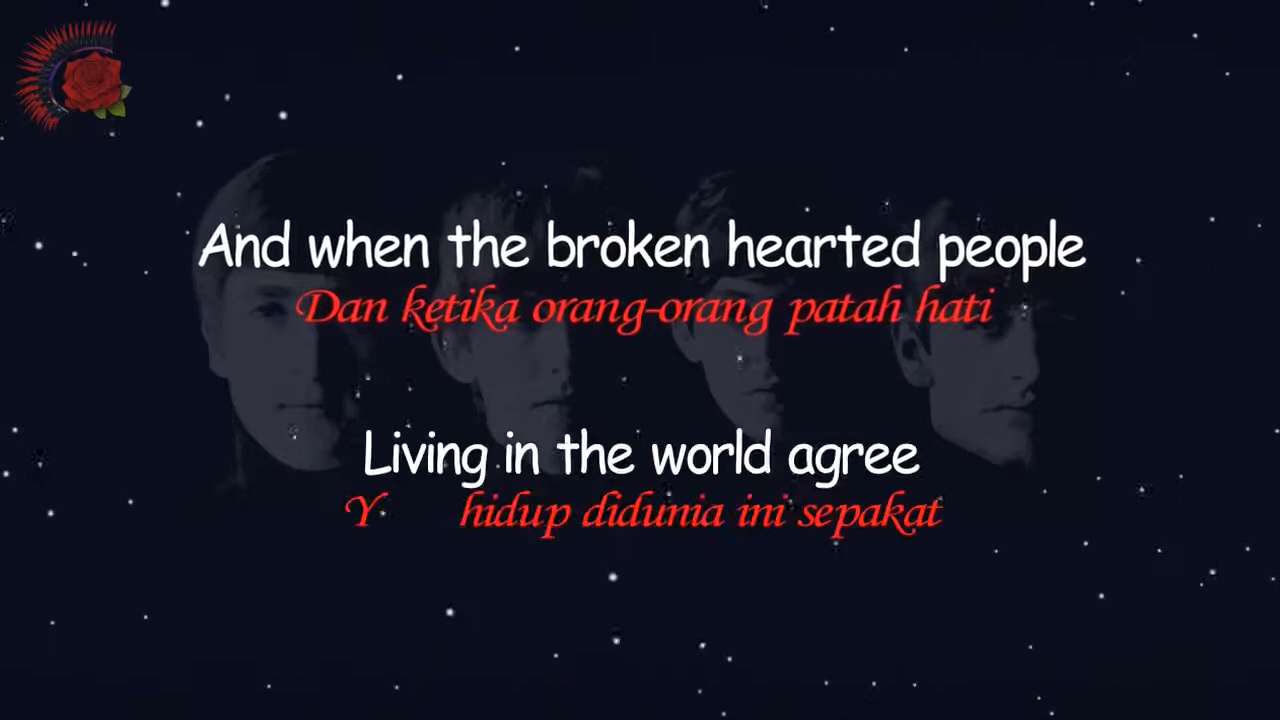 And when the broken hearted people
Dan ketika orang-orang patah hati
Living in the world agree
Y hidup didunia ini sepakat